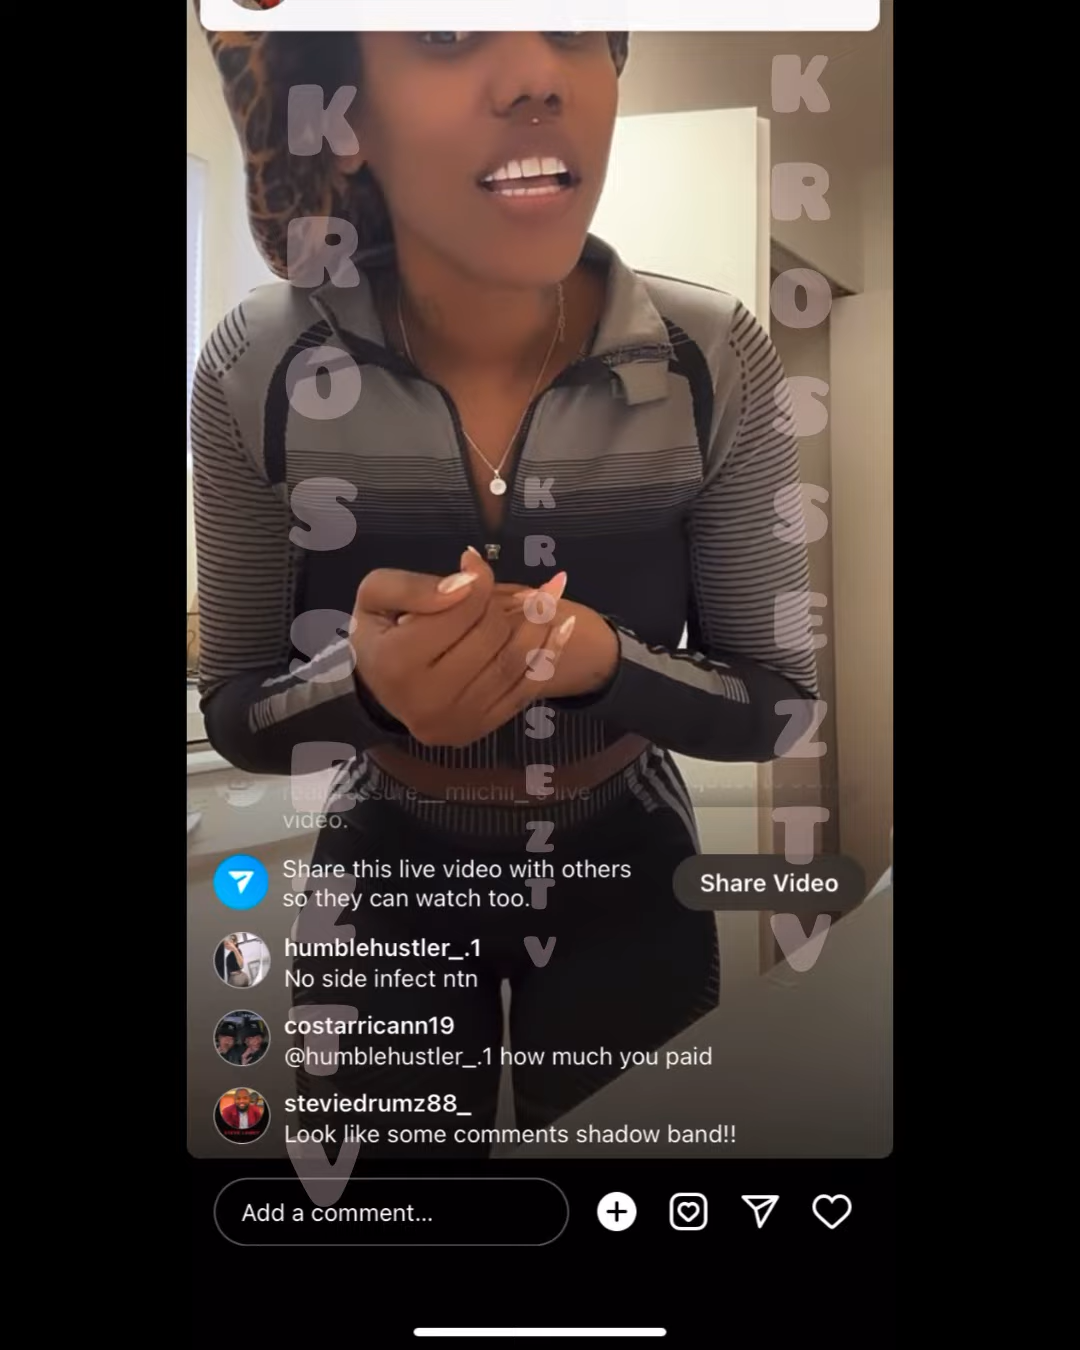 KROSSEZTV
KROSSEZTV
KROSSEZTV
video.
Share this live video with others
so they can watch too.
Share Video
humblehustler_.1
No side infect ntn
costarricann19
@humblehustler_.1 how much you paid
steviedrumz88_
Look like some comments shadow band!!
Add a comment...